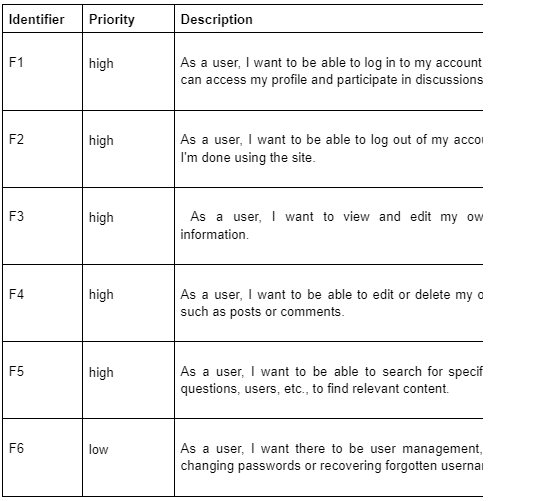 Identifier Priority Description
F1 high As a user, I want to be able to log in to my account
can access my profile and participate in discussions
F2 high As a user, I want to be able to log out of my
I'm done using the site.
F3 high As a user, I want to view and edit my
information.
F4 high As a user, I want to be able to edit or delete my
such as posts or comments.
F5 high As a user, I want to be able to search for
questions, users, etc., to find relevant content.
F6 low As a user, I want there to be user management,
changing passwords or recovering forgotten